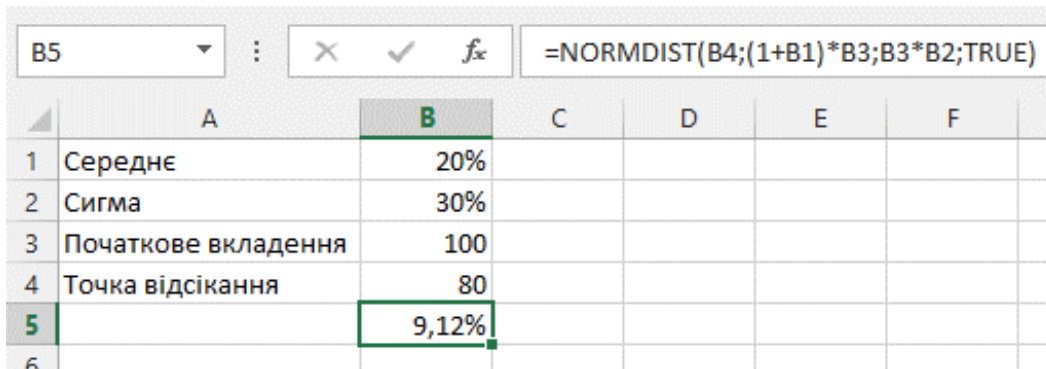 B5 fx =NORMDIST(B4;(1+B1)*B3;B3*B2;TRUE)
A B C D E F
1 Середнє 20%
2 Сигма 30%
3 Початкове вкладення 100
4 Точка відсікання 80
5 9,12%
6